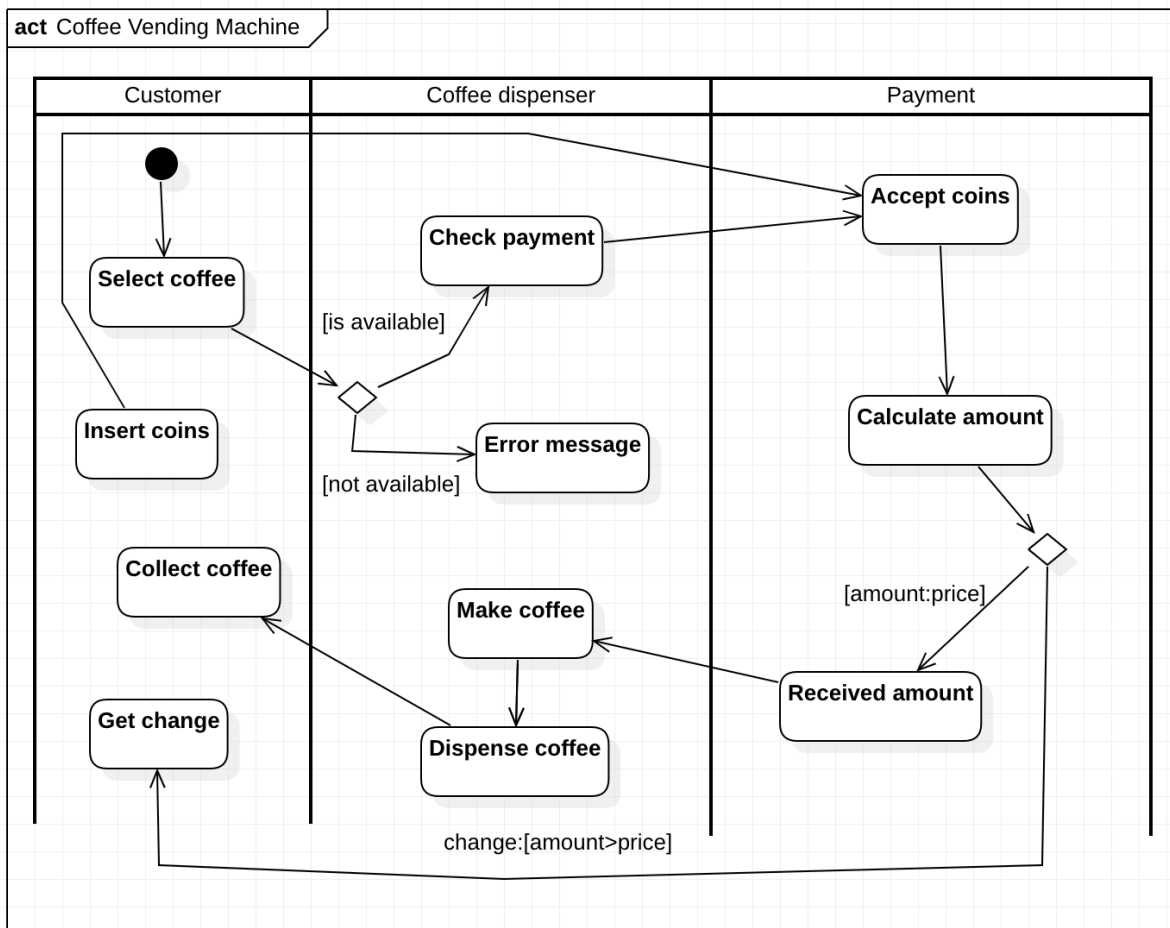 act Coffee Vending Machine
Customer
Coffee dispenser
Payment
Accept coins
Check payment
Select coffee
[is available]
Insert coins
Calculate amount
Error message
[not available]
Collect coffee
[amount:price]
Make coffee
Received amount
Get change
Dispense coffee
change:[amount>price]